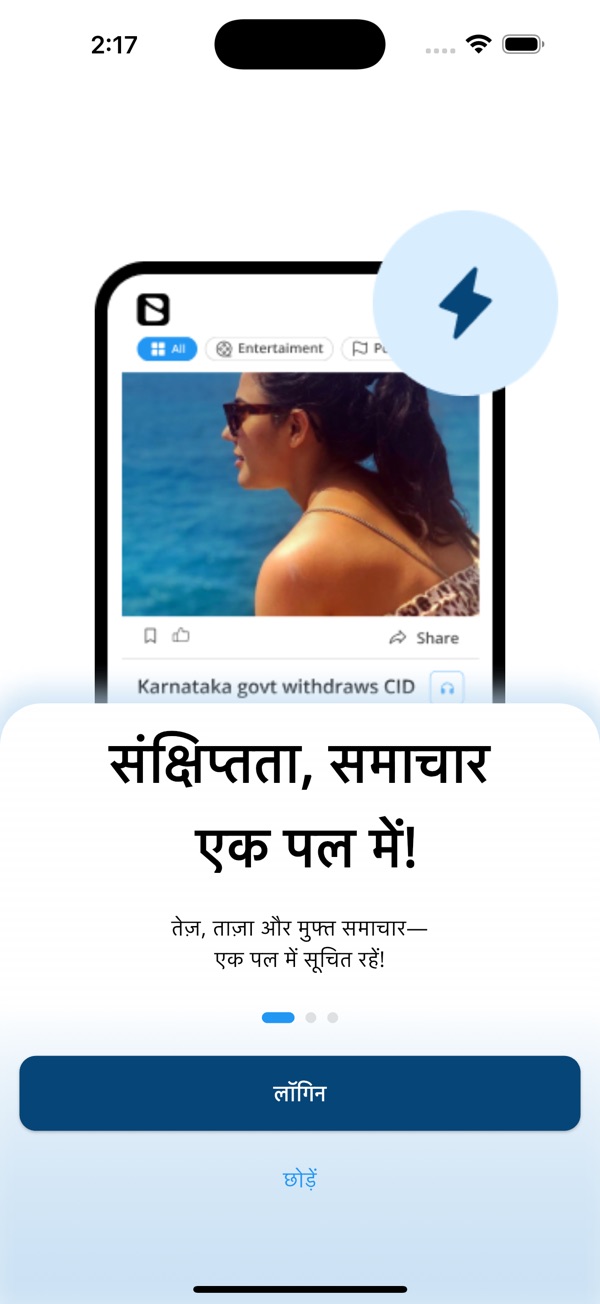 2:17
All
Entertaiment
Share
Karnataka govt withdraws CID
संक्षिप्तता, समाचार
एक पल में!
तेज़, ताज़ा और मुफ्त समाचार—
एक पल में सूचित रहें!
लॉगिन
छोड़ें